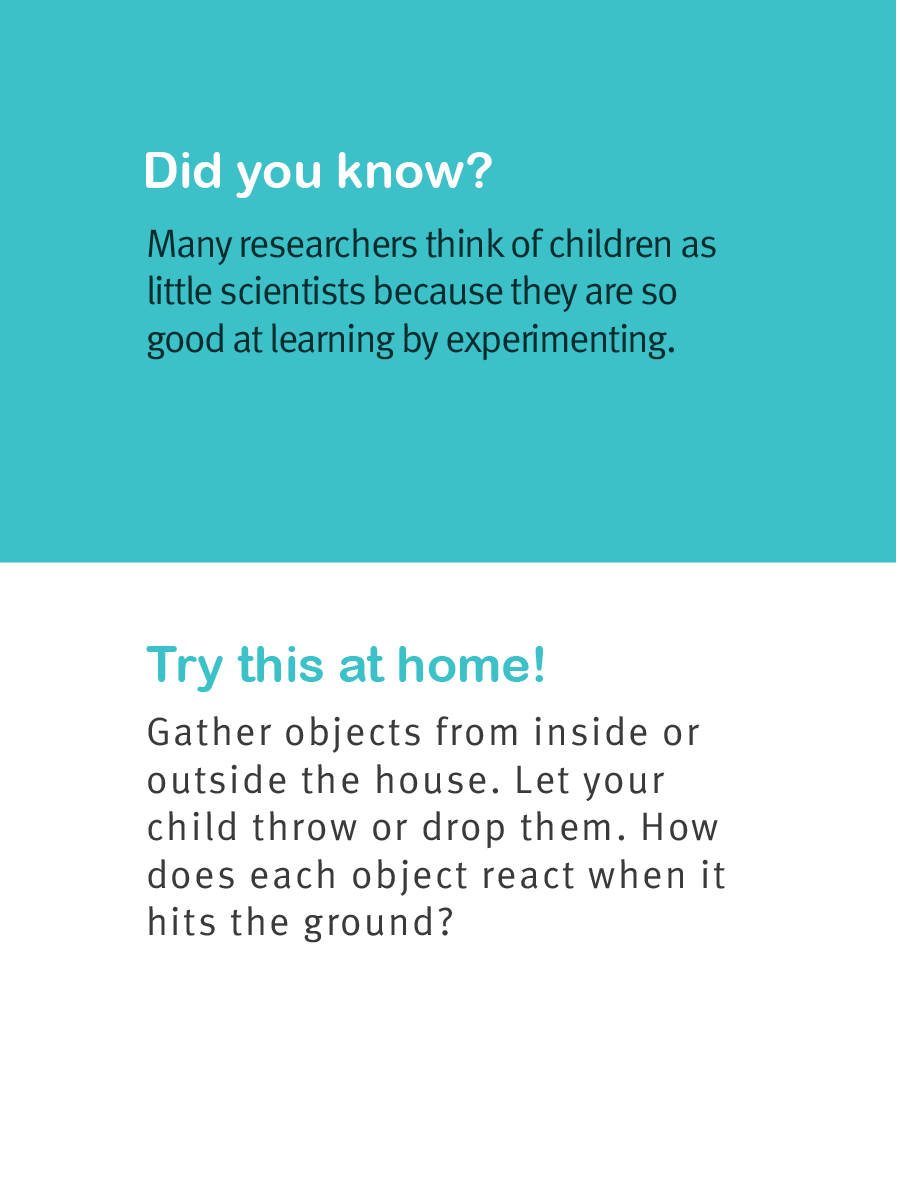 Did you know?
Many researchers think of children as
little scientists because they are so
good at learning by experimenting.
Try this at home!
Gather objects from inside or
outside the house. Let your
child throw or drop them. How
does each object react when it
hits the ground?